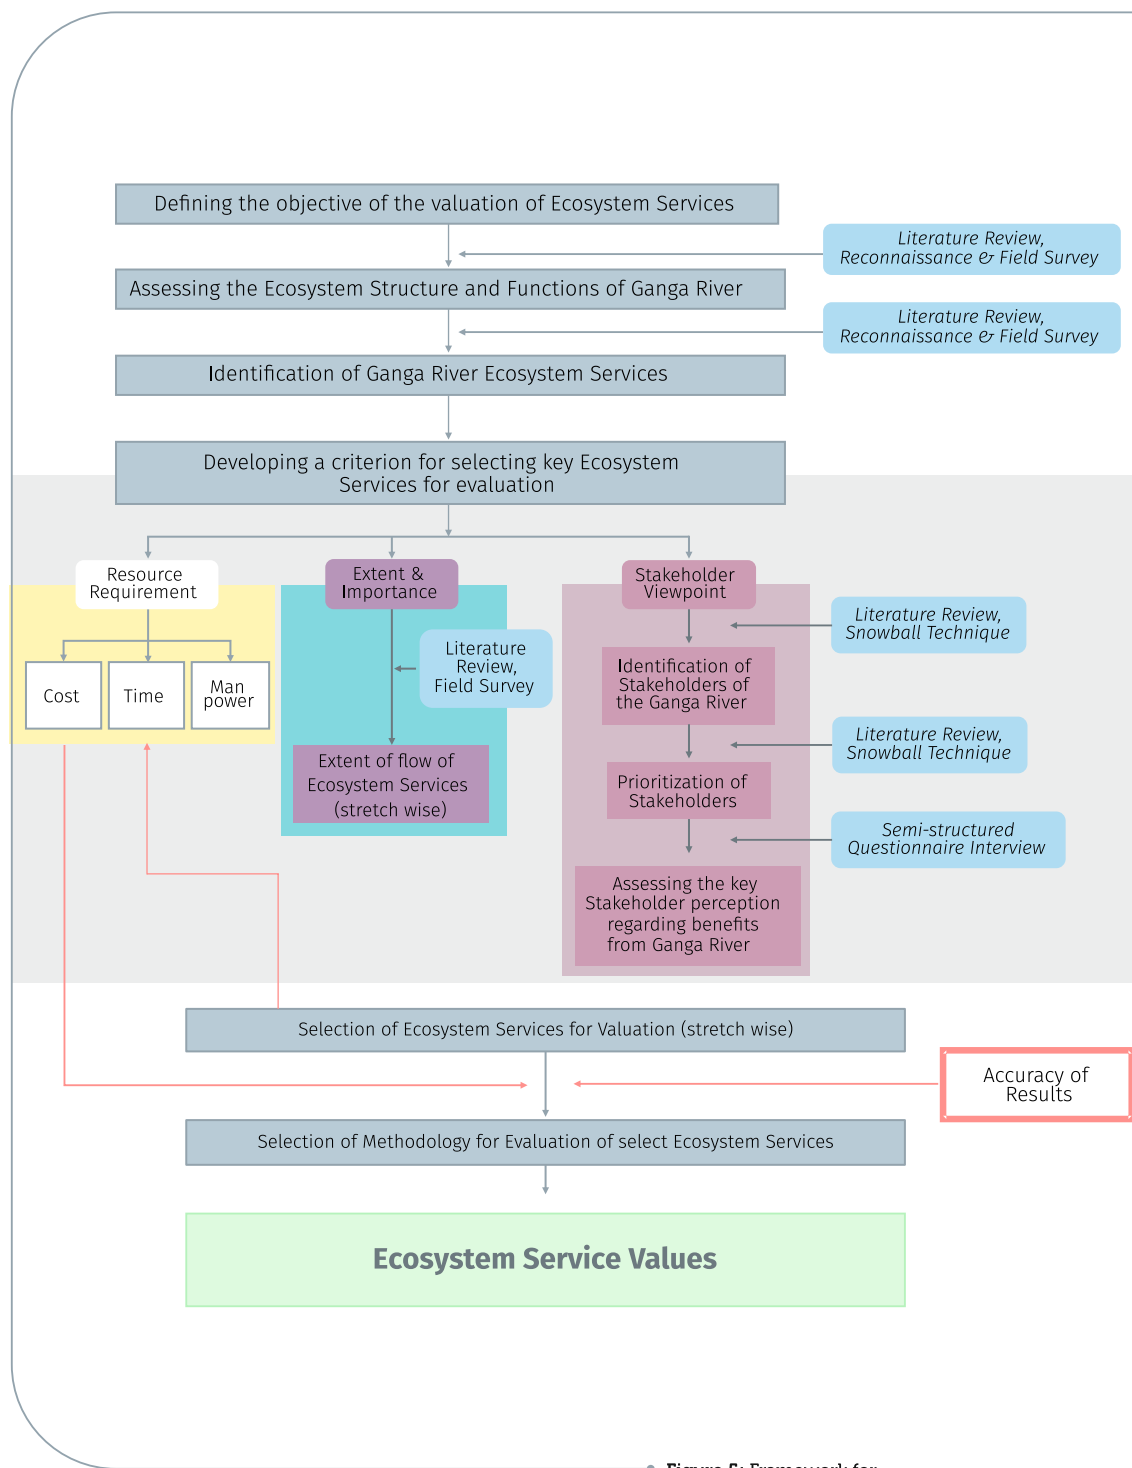 Defining the objective of the valuation of Ecosystem Services
Literature Review,
Reconnaissance & Field Survey
Assessing the Ecosystem Structure and Functions of Ganga River
Literature Review,
Reconnaissance & Field Survey
Identification of Ganga River Ecosystem Services
Developing a criterion for selecting key Ecosystem
Services for evaluation
Resource
Requirement
Cost
Time
Man
power
Extent &
Importance
Literature
Review,
Field Survey
Extent of flow of
Ecosystem Services
(stretch wise)
Stakeholder
Viewpoint
Literature Review,
Snowball Technique
Identification of
Stakeholders of
the Ganga River
Literature Review,
Snowball Technique
Prioritization of
Stakeholders
Semi-structured
Questionnaire Interview
Assessing the key
Stakeholder perception
regarding benefits
from Ganga River
Selection of Ecosystem Services for Valuation (stretch wise)
Accuracy of
Results
Selection of Methodology for Evaluation of select Ecosystem Services
Ecosystem Service Values
Figure 5: Framework for